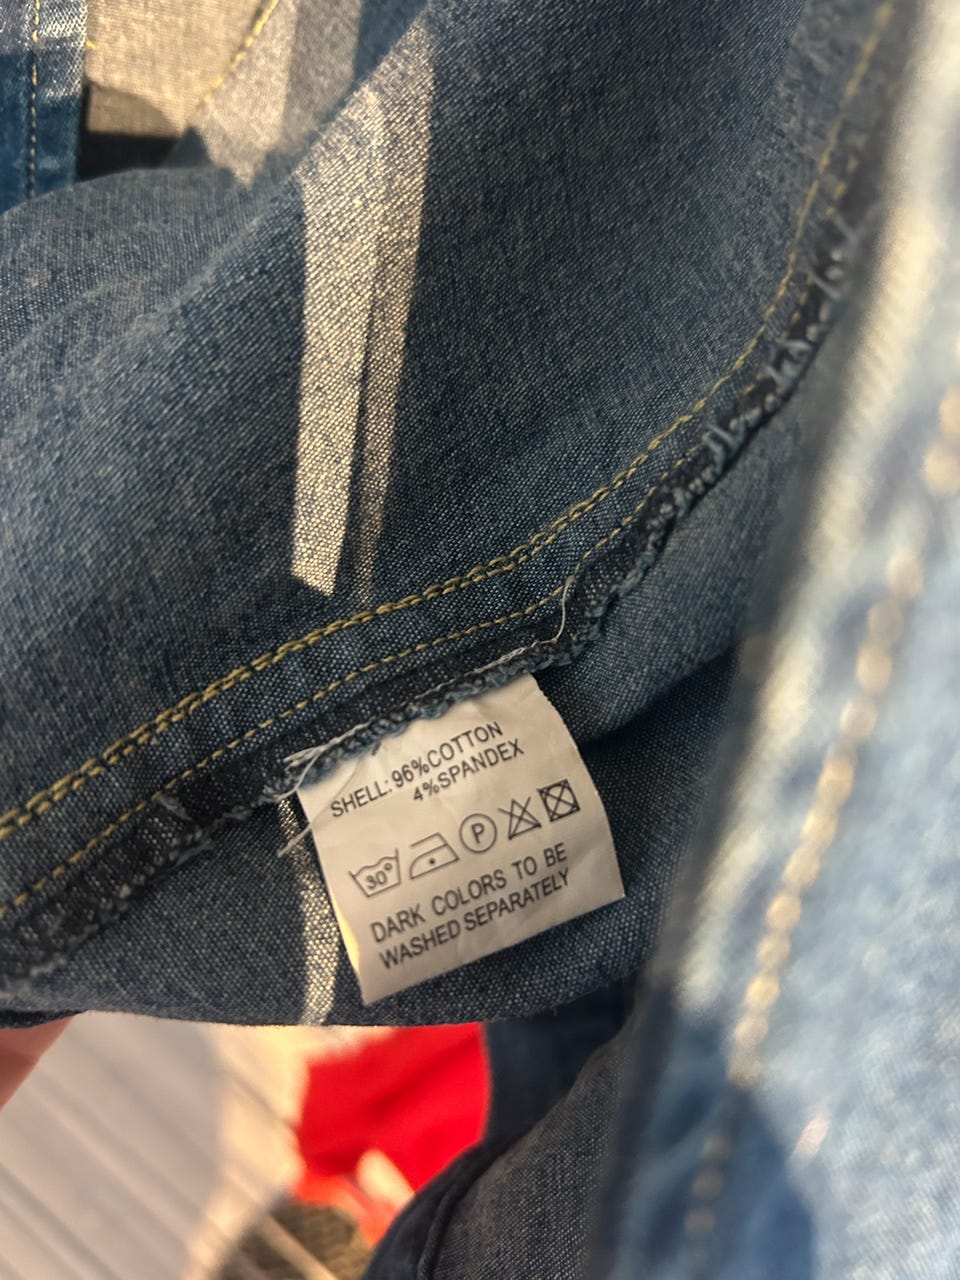 SHELL: 96%COTTON
4%SPANDEX
30° P
DARK COLORS TO BE
WASHED SEPARATELY